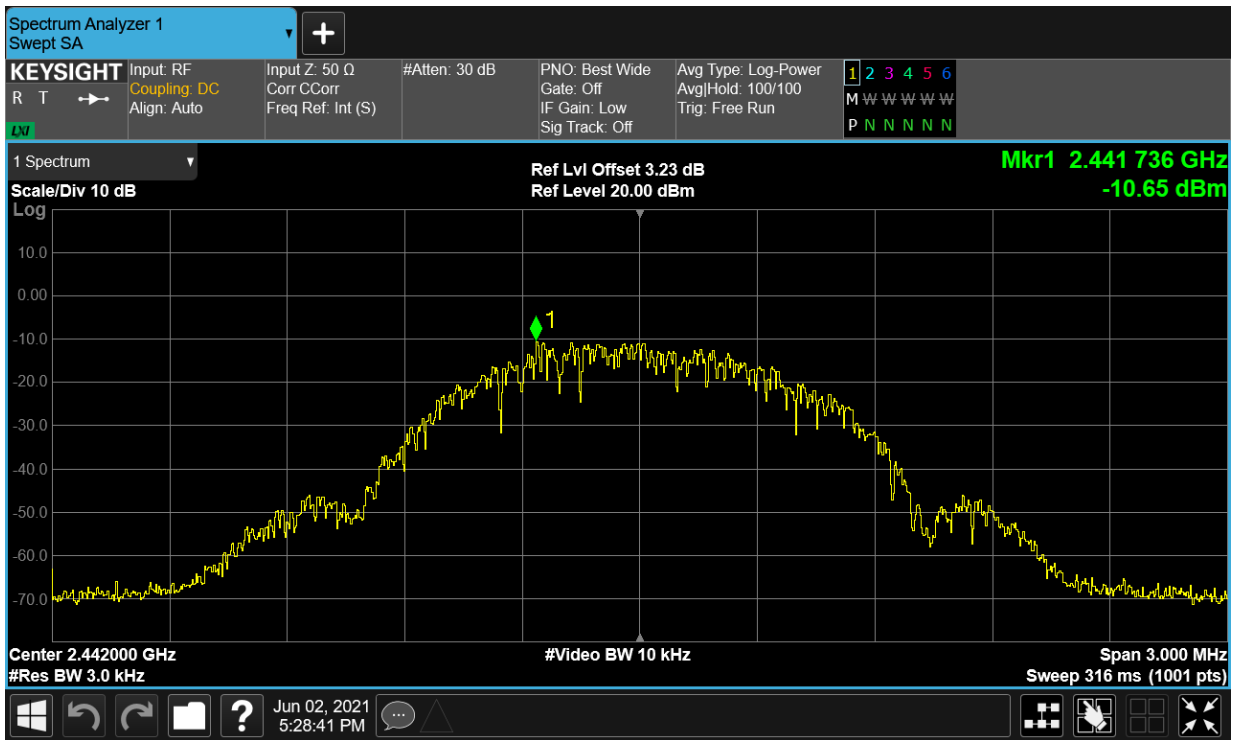 Spectrum Analyzer 1
Swept SA
KEYSIGHT
R T
LXI
Input: RF
Coupling: DC
Align: Auto
Input Z: 50 Ω
Corr CCorr
Freq Ref: Int (S)
#Atten: 30 dB
PNO: Best Wide
Gate: Off
IF Gain: Low
Sig Track: Off
Avg Type: Log-Power
Avg|Hold: 100/100
Trig: Free Run
1 2 3 4 5 6
M W W W W W
P N N N N N
1 Spectrum
Scale/Div 10 dB
Log
Ref Lvl Offset 3.23 dB
Ref Level 20.00 dBm
Mkr1 2.441 736 GHz
-10.65 dBm
10.0
0.00
1
-10.0
-20.0
-30.0
-40.0
-50.0
-60.0
-70.0
Center 2.442000 GHz
#Res BW 3.0 kHz
#Video BW 10 kHz
Span 3.000 MHz
Sweep 316 ms (1001 pts)
?
Jun 02, 2021
5:28:41 PM